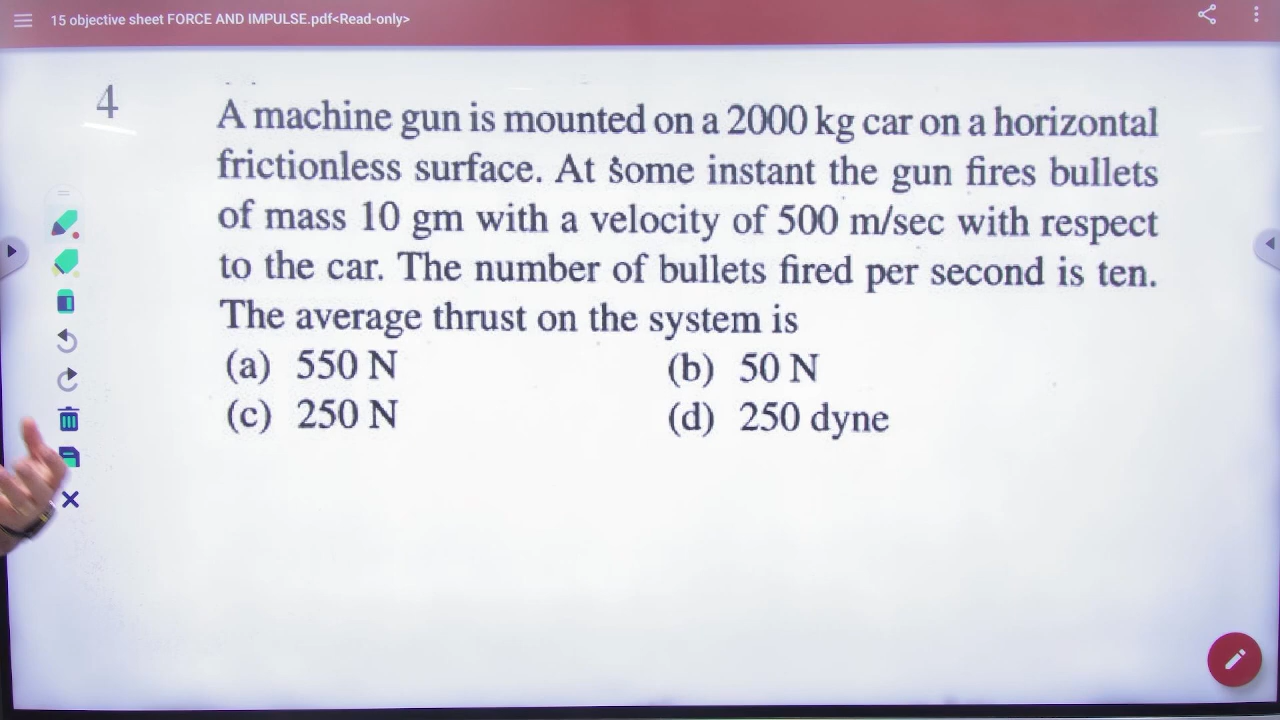 15 objective sheet FORCE AND IMPULSE.pdf<Read-only>
4
A machine gun is mounted on a 2000 kg car on a horizontal
frictionless surface. At some instant the gun fires bullets
of mass 10 gm with a velocity of 500 m/sec with respect
to the car. The number of bullets fired per second is ten.
The average thrust on the system is
(a) 550 N (b) 50 N
(c) 250 N (d) 250 dyne